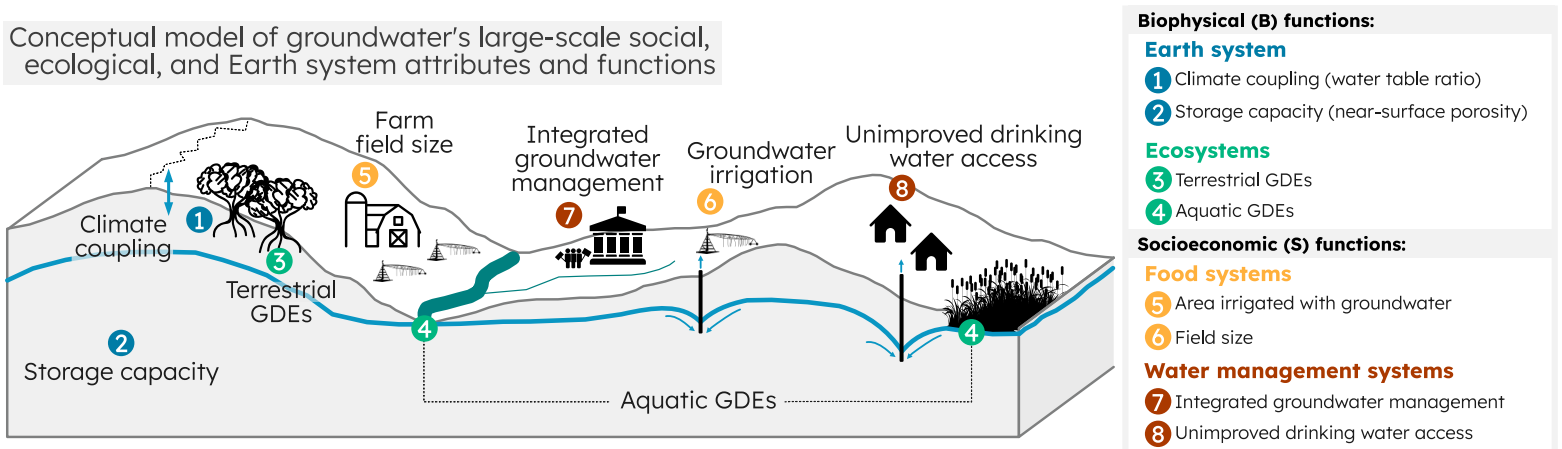 Conceptual model of groundwater's large-scale social,
ecological, and Earth system attributes and functions
Farm
field size
5
Integrated
groundwater
management
7
Groundwater
irrigation
6
Unimproved drinking
water access
8
1
Climate
coupling
3
Terrestrial
GDEs
4
4
2
Storage capacity
Aquatic GDEs
Biophysical (B) functions:
Earth system
1 Climate coupling (water table ratio)
2 Storage capacity (near-surface porosity)
Ecosystems
3 Terrestrial GDEs
4 Aquatic GDEs
Socioeconomic (S) functions:
Food systems
5 Area irrigated with groundwater
6 Field size
Water management systems
7 Integrated groundwater management
8 Unimproved drinking water access